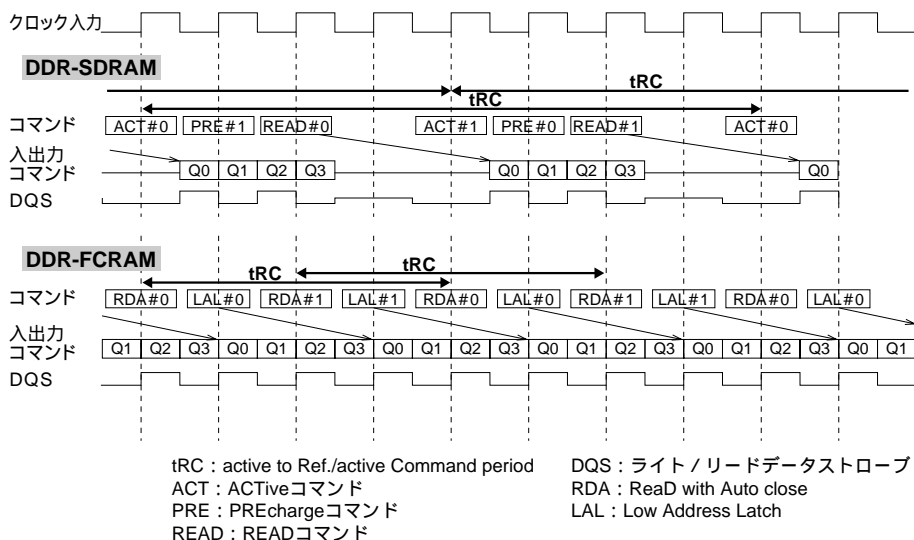 クロック入力
DDR-SDRAM
tRC
tRC
コマンド ACT#0 PRE#1 READ#0 ACT#1 PRE#0 READ#1 ACT#0
入出力
コマンド Q0 Q1 Q2 Q3 Q0 Q1 Q2 Q3 Q0
DQS
DDR-FCRAM
tRC tRC
コマンド RDA#0 LAL#0 RDA#1 LAL#1 RDA#0 LAL#0 RDA#1 LAL#1 RDA#0 LAL#0
入出力
コマンド Q1 Q2 Q3 Q0 Q1 Q2 Q3 Q0 Q1 Q2 Q3 Q0 Q1 Q2 Q3 Q0 Q1 Q2 Q3 Q0 Q1
DQS
tRC：active to Ref./active Command period
ACT：ACTiveコマンド
PRE：PREchargeコマンド
READ：READコマンド
DQS：ライト / リードデータストローブ
RDA：ReaD with Auto close
LAL：Low Address Latch